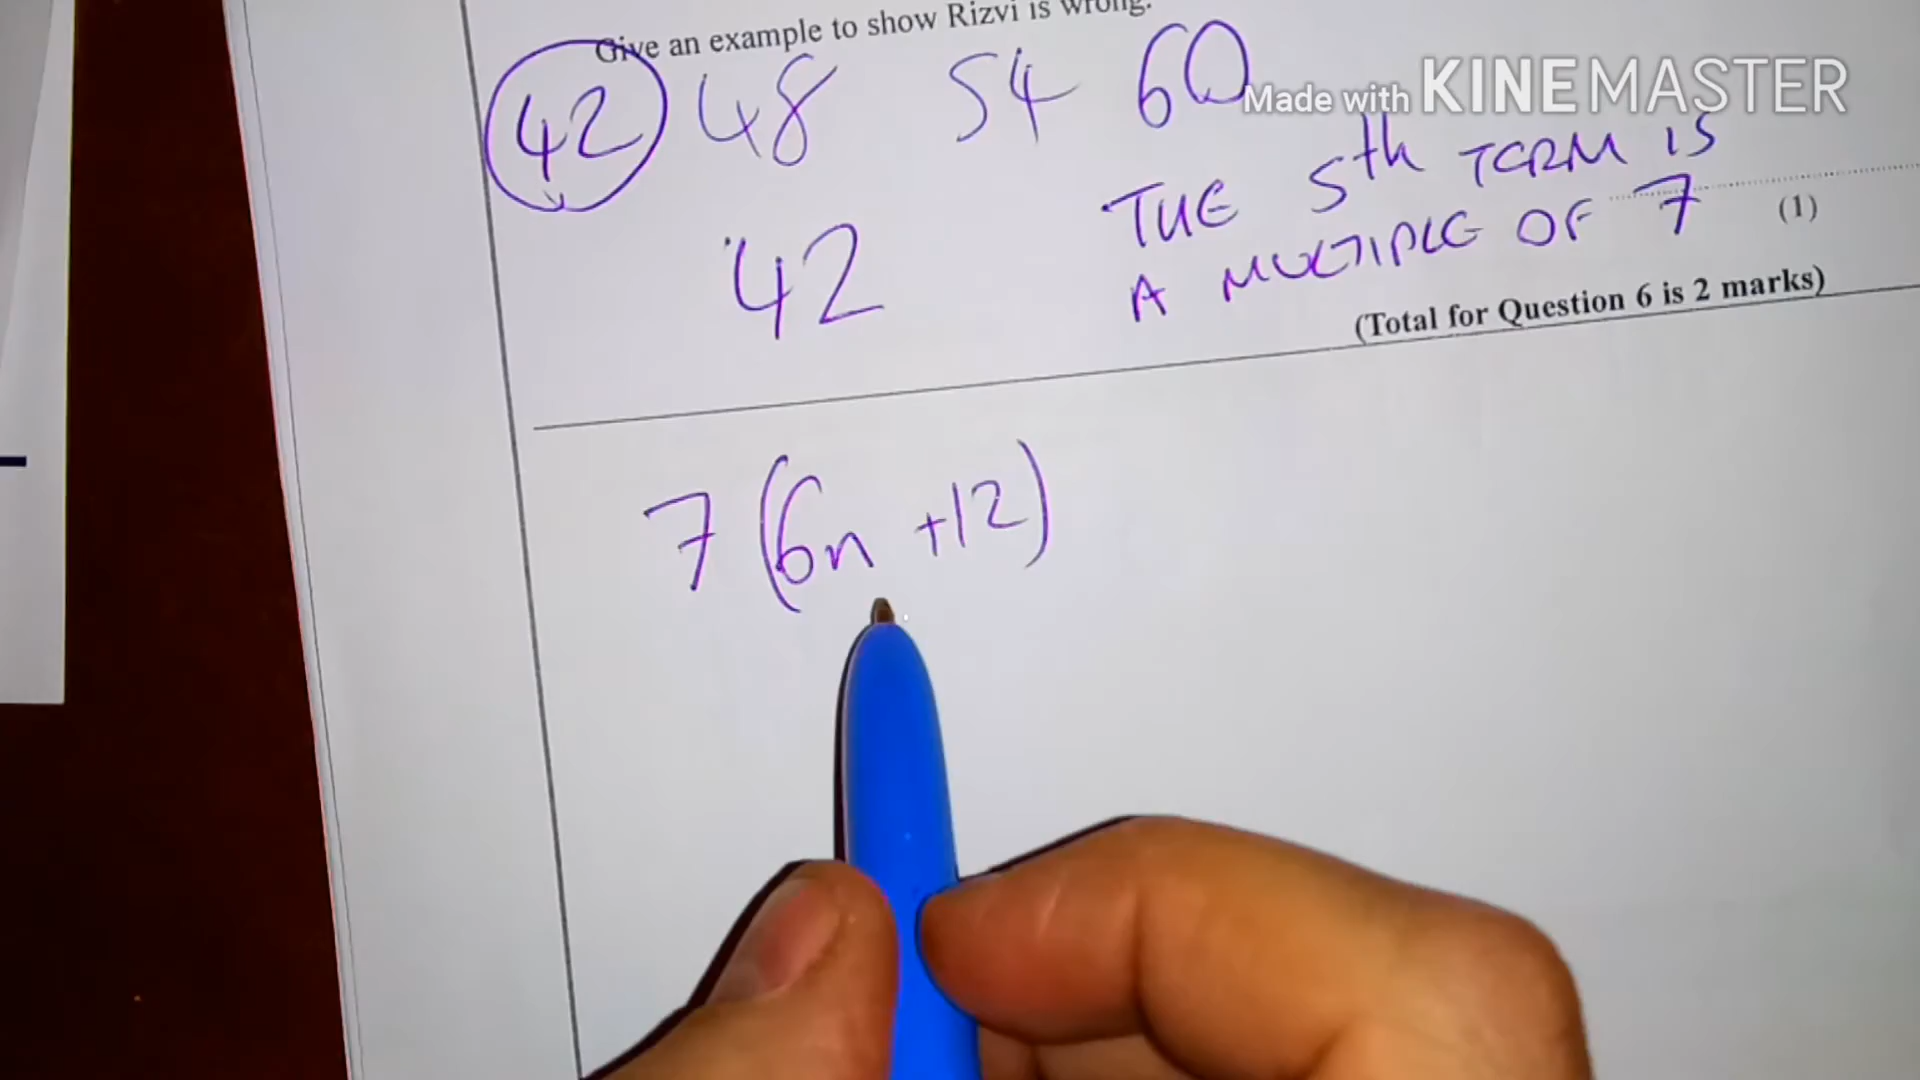 Give an example to show Rizvi is wrong.
42 48 54 60
Made with KINEMASTER
THE 5th TERM IS
A MULTIPLE OF 7
(1)
42
(Total for Question 6 is 2 marks)
7(6n +12)